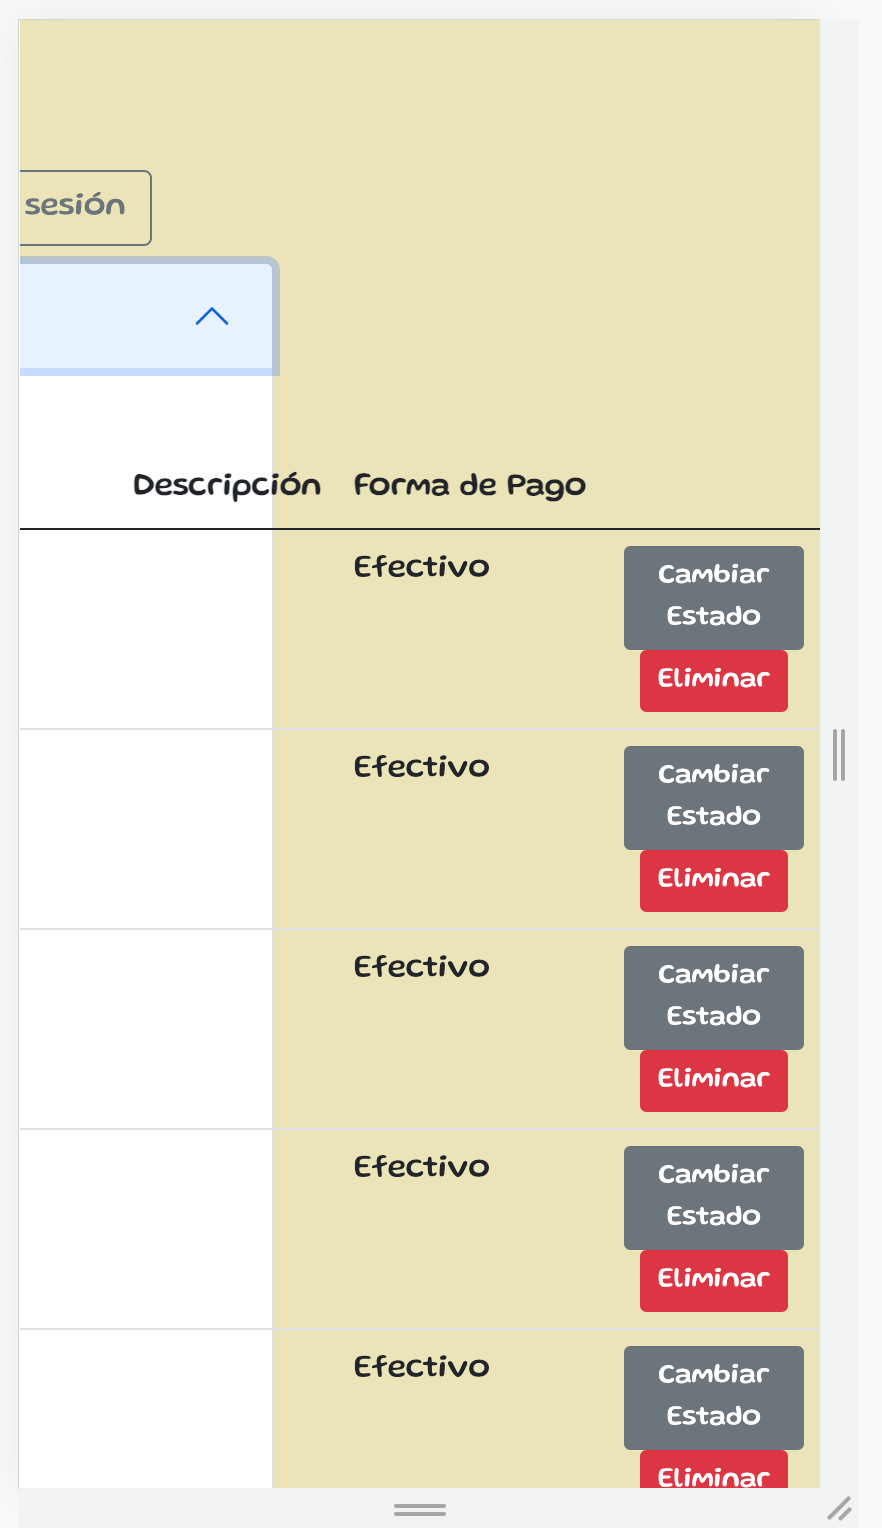 sesión
Descripción Forma de Pago
Efectivo Cambiar
Estado
Eliminar
Efectivo Cambiar
Estado
Eliminar
Efectivo Cambiar
Estado
Eliminar
Efectivo Cambiar
Estado
Eliminar
Efectivo Cambiar
Estado
Eliminar